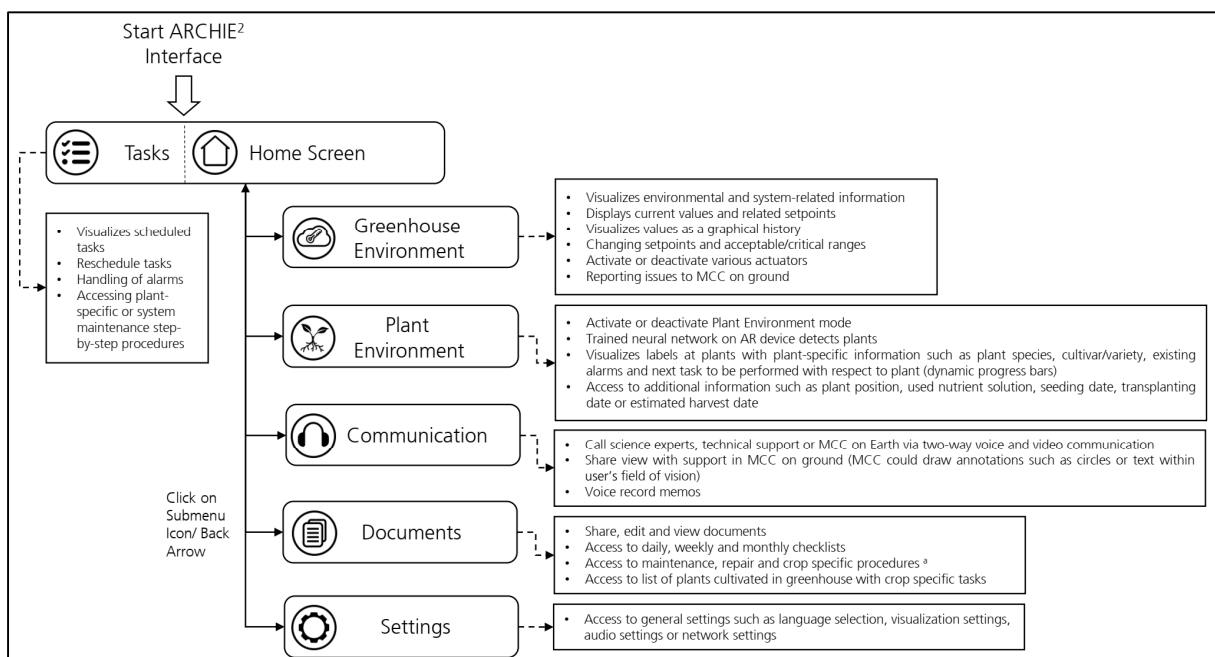 Start ARCHIE²
Interface
Tasks
Home Screen
• Visualizes scheduled
tasks
• Reschedule tasks
• Handling of alarms
• Accessing plant-
specific or system
maintenance step-
by-step procedures
Greenhouse
Environment
• Visualizes environmental and system-related information
• Displays current values and related setpoints
• Visualizes values as a graphical history
• Changing setpoints and acceptable/critical ranges
• Activate or deactivate various actuators
• Reporting issues to MCC on ground
Plant
Environment
• Activate or deactivate Plant Environment mode
• Trained neural network on AR device detects plants
• Visualizes labels at plants with plant-specific information such as plant species, cultivar/variety, existing
alarms and next task to be performed with respect to plant (dynamic progress bars)
• Access to additional information such as plant position, used nutrient solution, seeding date, transplanting
date or estimated harvest date
Communication
• Call science experts, technical support or MCC on Earth via two-way voice and video communication
• Share view with support in MCC on ground (MCC could draw annotations such as circles or text within
user's field of vision)
• Voice record memos
Click on
Submenu
Icon/ Back
Arrow
Documents
• Share, edit and view documents
• Access to daily, weekly and monthly checklists
• Access to maintenance, repair and crop specific procedures ª
• Access to list of plants cultivated in greenhouse with crop specific tasks
Settings
• Access to general settings such as language selection, visualization settings,
audio settings or network settings